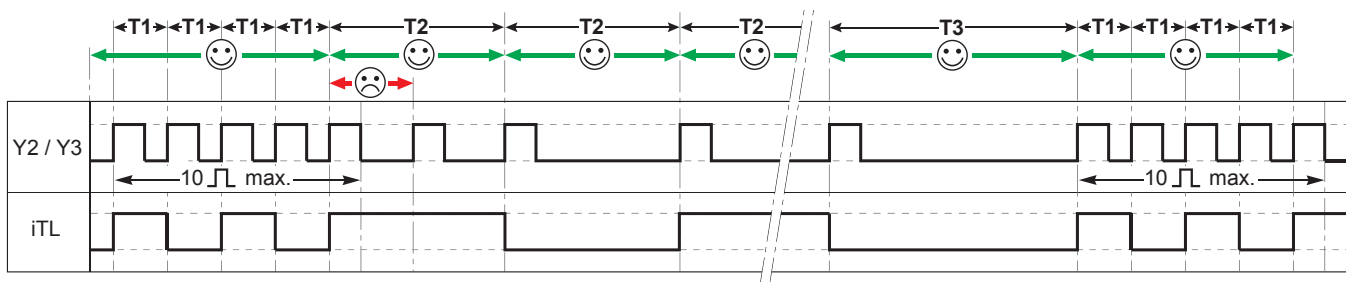 T1 T1 T1 T1 T2 T2 T2 T3 T1 T1 T1 T1
Y2 / Y3
10 max. 10 max.
iTL